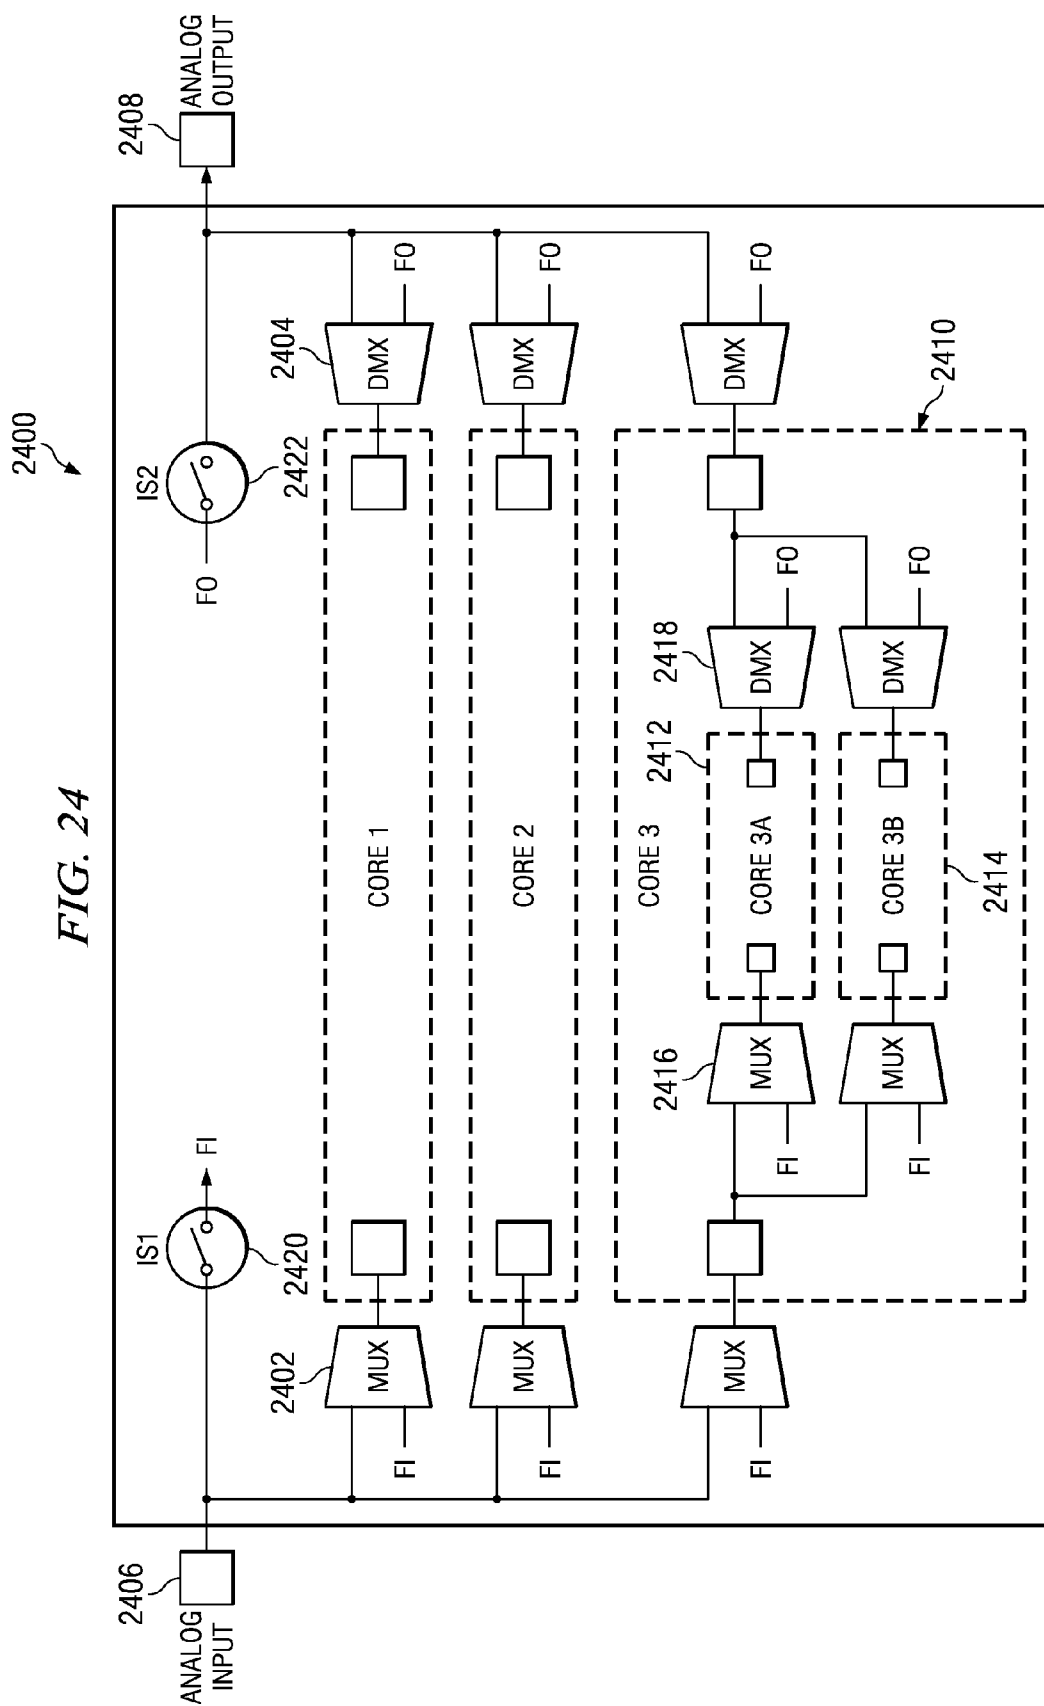 FIG. 24
2400
ANALOG
INPUT
2406
IS1
FI
2420
FO
IS2
2422
2408
ANALOG
OUTPUT
2402
MUX
FI
CORE 1
2404
DMX
FO
MUX
FI
CORE 2
DMX
FO
MUX
FI
CORE 3
2410
DMX
FO
2416
MUX
FI
2412
CORE 3A
2418
DMX
FO
MUX
FI
CORE 3B
2414
DMX
FO